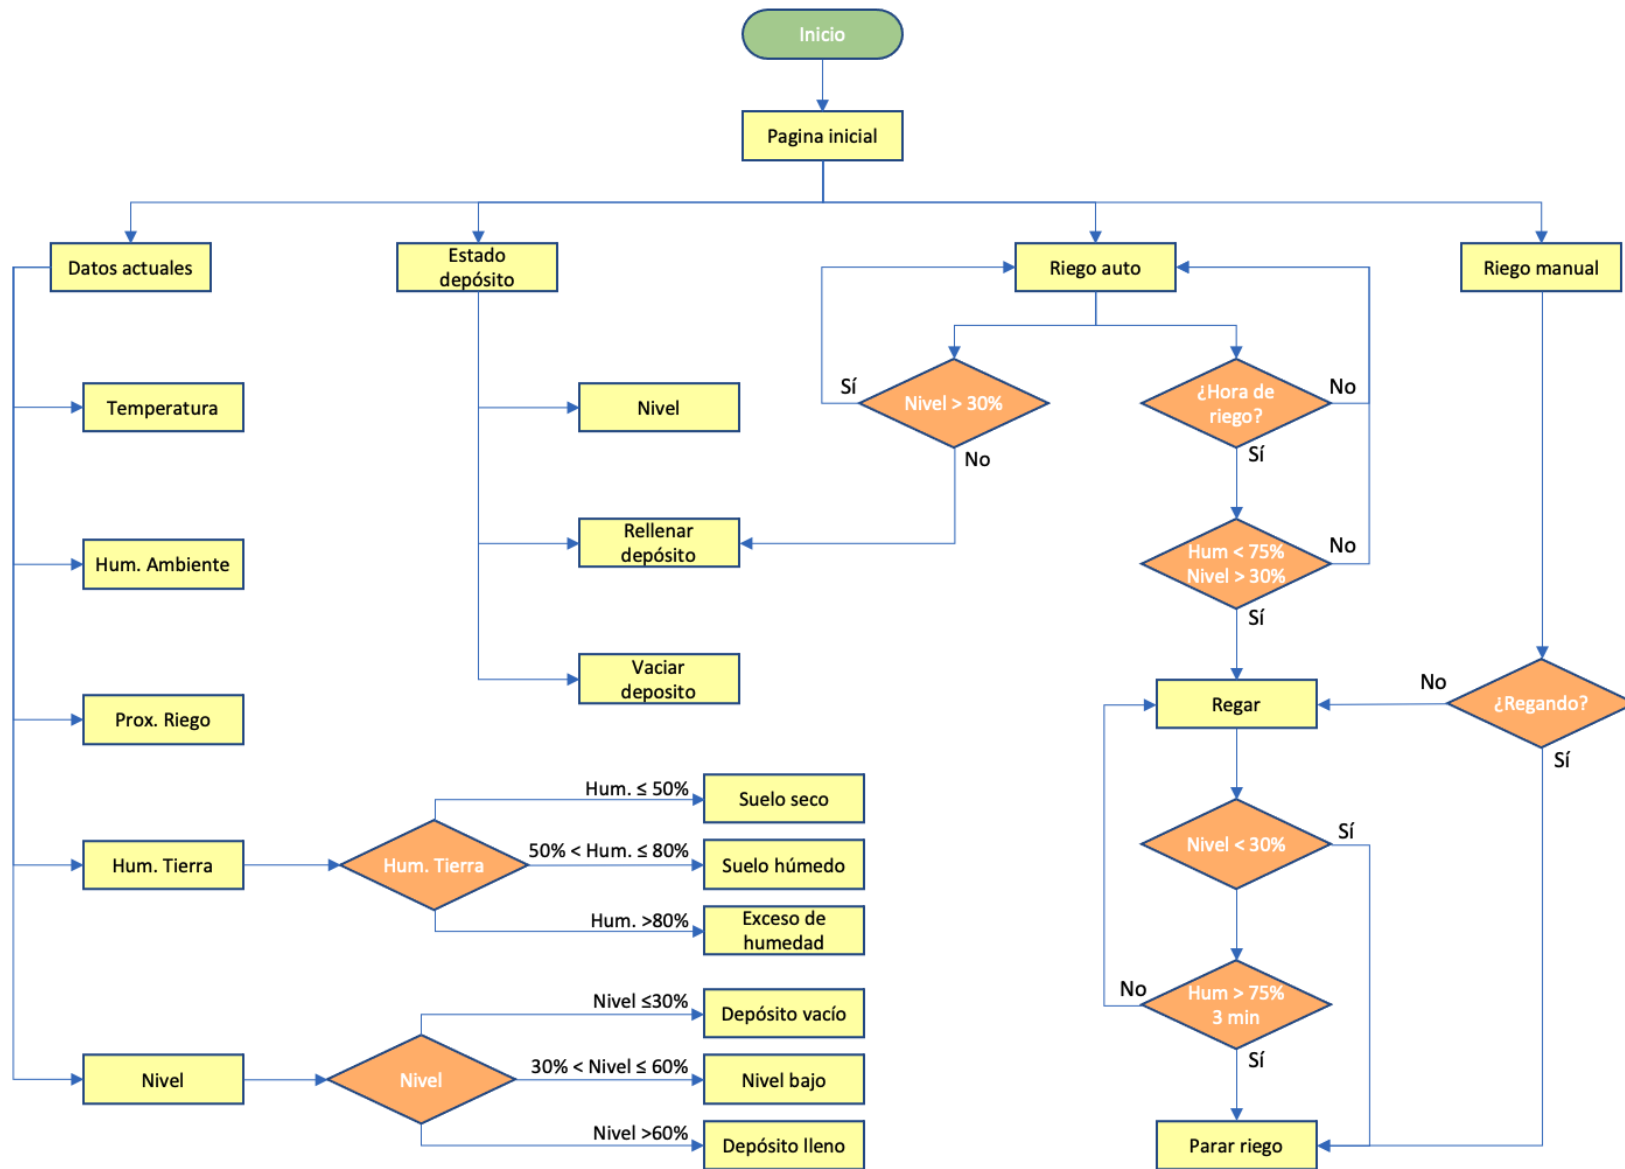 Inicio
Pagina inicial
Datos actuales
Estado
depósito
Riego auto
Riego manual
Temperatura
Nivel
Sí
Nivel > 30%
No
¿Hora de
riego?
No
Sí
Hum. Ambiente
Rellenar
depósito
Hum < 75%
Nivel > 30%
No
Sí
Prox. Riego
Vaciar
deposito
Regar
No
¿Regando?
Sí
Hum. Tierra
Hum. Tierra
Hum. ≤ 50%
Suelo seco
50% < Hum. ≤ 80%
Suelo húmedo
Hum. >80%
Exceso de
humedad
Nivel < 30%
Sí
Nivel
Nivel
Nivel ≤30%
Depósito vacío
30% < Nivel ≤ 60%
Nivel bajo
Nivel >60%
Depósito lleno
No
Hum > 75%
3 min
Sí
Parar riego